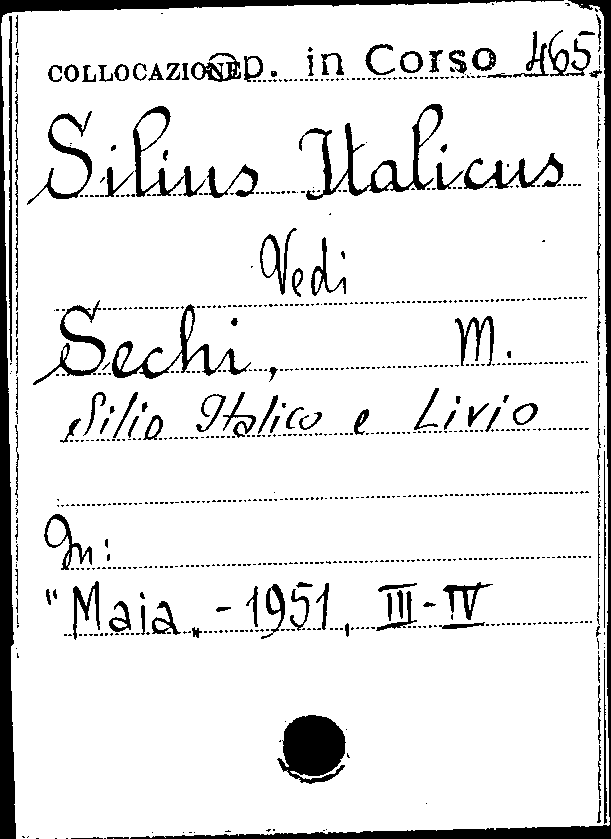 COLLOCAZIONE Op. in Corso 465
Silius Italicus
Vedi
Sechi, M.
Silio Italico e Livio
In:
"Maia" - 1951, III-IV